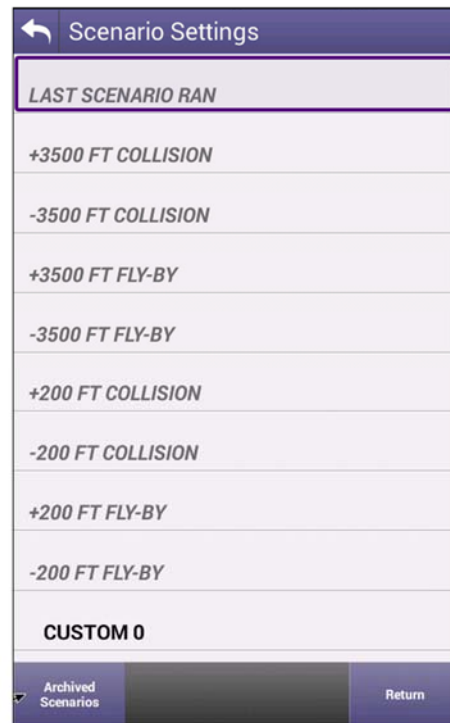 Scenario Settings
LAST SCENARIO RAN
+3500 FT COLLISION
-3500 FT COLLISION
+3500 FT FLY-BY
-3500 FT FLY-BY
+200 FT COLLISION
-200 FT COLLISION
+200 FT FLY-BY
-200 FT FLY-BY
CUSTOM 0
Archived
Scenarios
Return